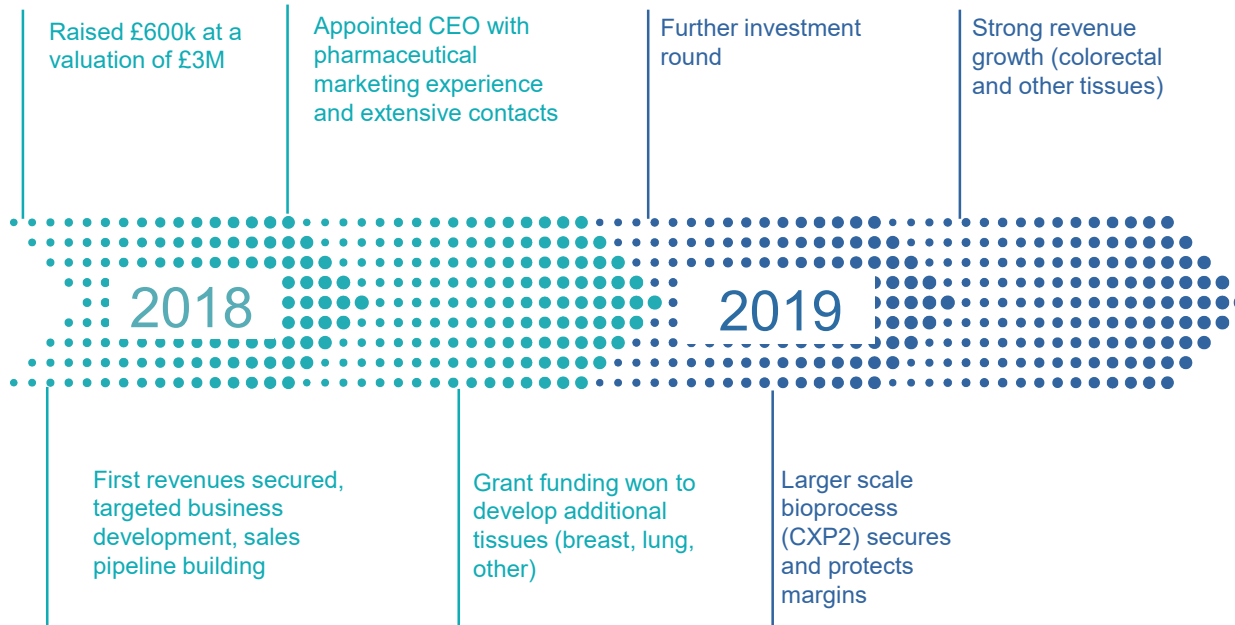 Raised £600k at a
valuation of £3M
Appointed CEO with
pharmaceutical
marketing experience
and extensive contacts
Further investment
round
Strong revenue
growth (colorectal
and other tissues)
2018
2019
First revenues secured,
targeted business
development, sales
pipeline building
Grant funding won to
develop additional
tissues (breast, lung,
other)
Larger scale
bioprocess
(CXP2) secures
and protects
margins